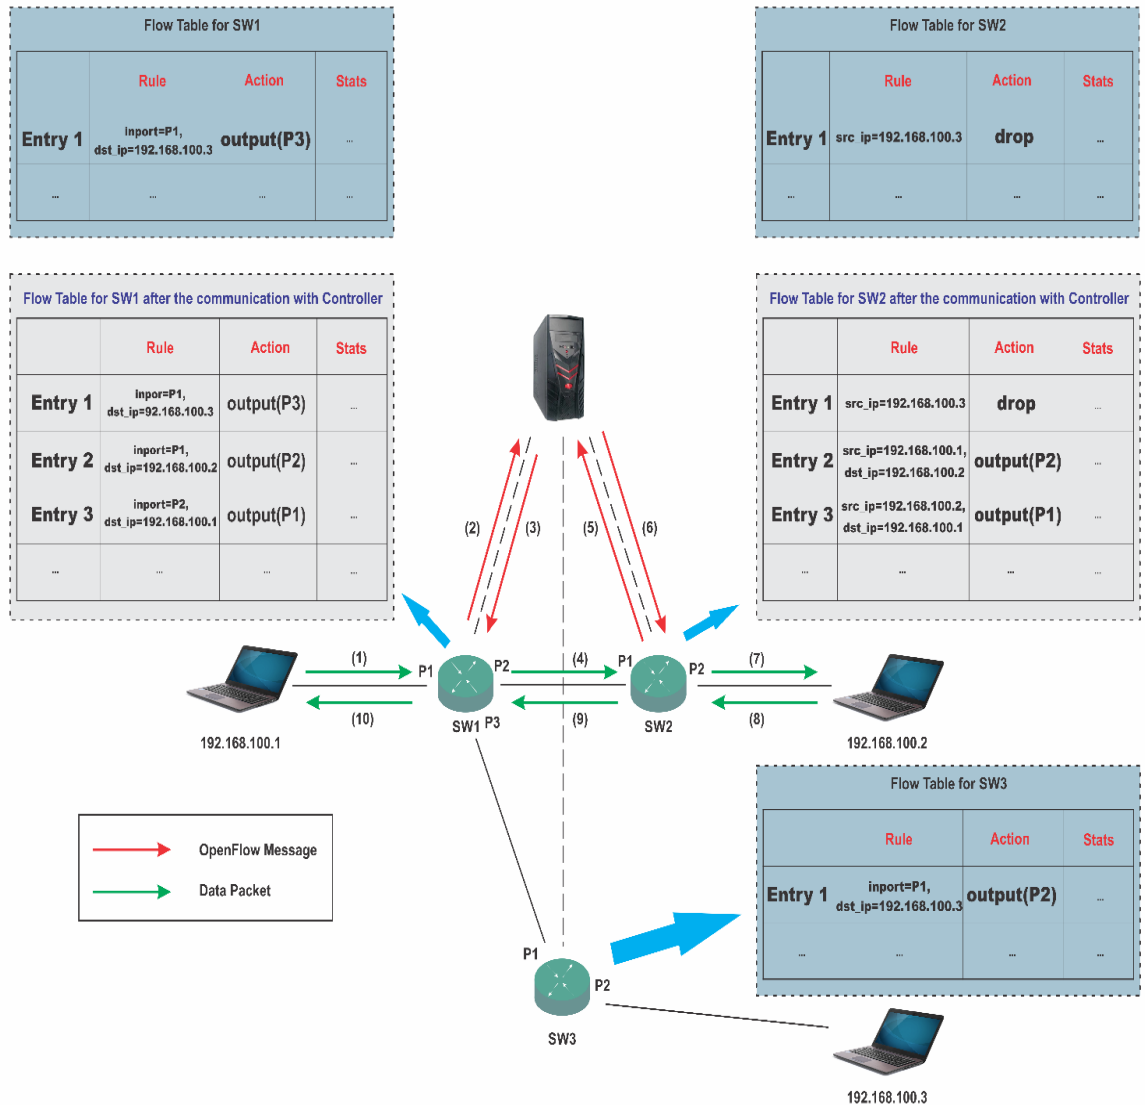 Flow Table for SW1
Rule Action Stats
Entry 1 inport=P1, dst_ip=192.168.100.3 output(P3) ...
... ... ... ...
Flow Table for SW2
Rule Action Stats
Entry 1 src_ip=192.168.100.3 drop ...
... ... ... ...
Flow Table for SW1 after the communication with Controller
Rule Action Stats
Entry 1 inpor=P1, dst_ip=92.168.100.3 output(P3) ...
Entry 2 inport=P1, dst_ip=192.168.100.2 output(P2) ...
Entry 3 inport=P2, dst_ip=192.168.100.1 output(P1) ...
... ... ... ...
Flow Table for SW2 after the communication with Controller
Rule Action Stats
Entry 1 src_ip=192.168.100.3 drop ...
Entry 2 src_ip=192.168.100.1, dst_ip=192.168.100.2 output(P2) ...
Entry 3 src_ip=192.168.100.2, dst_ip=192.168.100.1 output(P1) ...
... ... ... ...
(2) (3) (5) (6)
(1) P1 P2 (4) P1 P2 (7)
(10) SW1 P3 (9) SW2 (8)
192.168.100.1
192.168.100.2
OpenFlow Message
Data Packet
Flow Table for SW3
Rule Action Stats
Entry 1 inport=P1, dst_ip=192.168.100.3 output(P2) ...
... ... ... ...
P1
P2
SW3
192.168.100.3